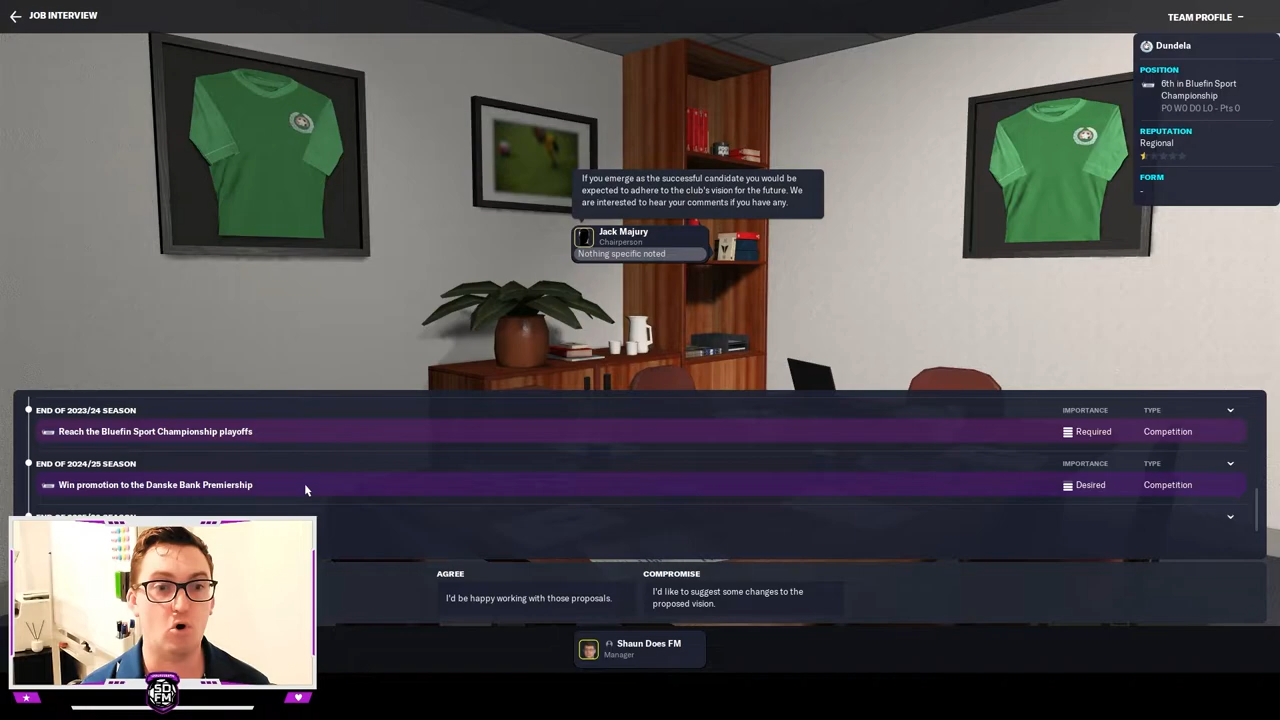 JOB INTERVIEW
TEAM PROFILE
Dundela
POSITION
6th in Bluefin Sport
Championship
P0 W0 D0 L0 - Pts 0
REPUTATION
Regional
FORM
-
If you emerge as the successful candidate you would be
expected to adhere to the club's vision for the future. We
are interested to hear your comments if you have any.
Jack Majury
Chairperson
Nothing specific noted
END OF 2023/24 SEASON
IMPORTANCE
TYPE
Reach the Bluefin Sport Championship playoffs
Required
Competition
END OF 2024/25 SEASON
IMPORTANCE
TYPE
Win promotion to the Danske Bank Premiership
Desired
Competition
AGREE
I'd be happy working with those proposals.
COMPROMISE
I'd like to suggest some changes to the
proposed vision.
Shaun Does FM
Manager
SD
FM